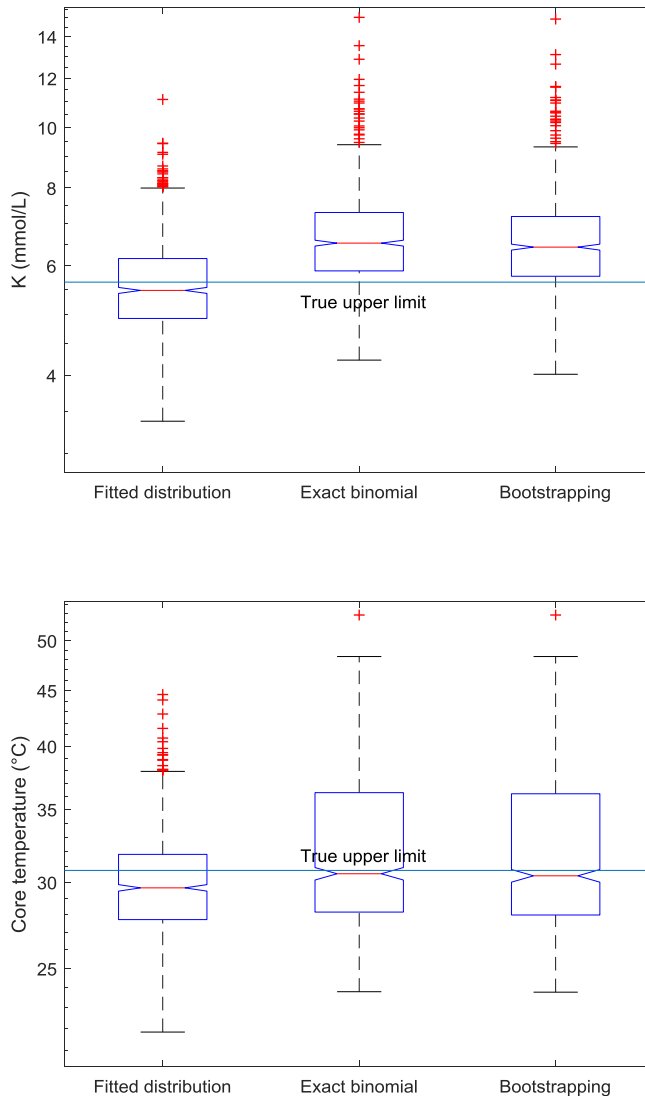 14
12
10
8
6
4
K (mmol/L)
True upper limit
Fitted distribution Exact binomial Bootstrapping
50
45
40
35
30
25
Core temperature (°C)
True upper limit
Fitted distribution Exact binomial Bootstrapping